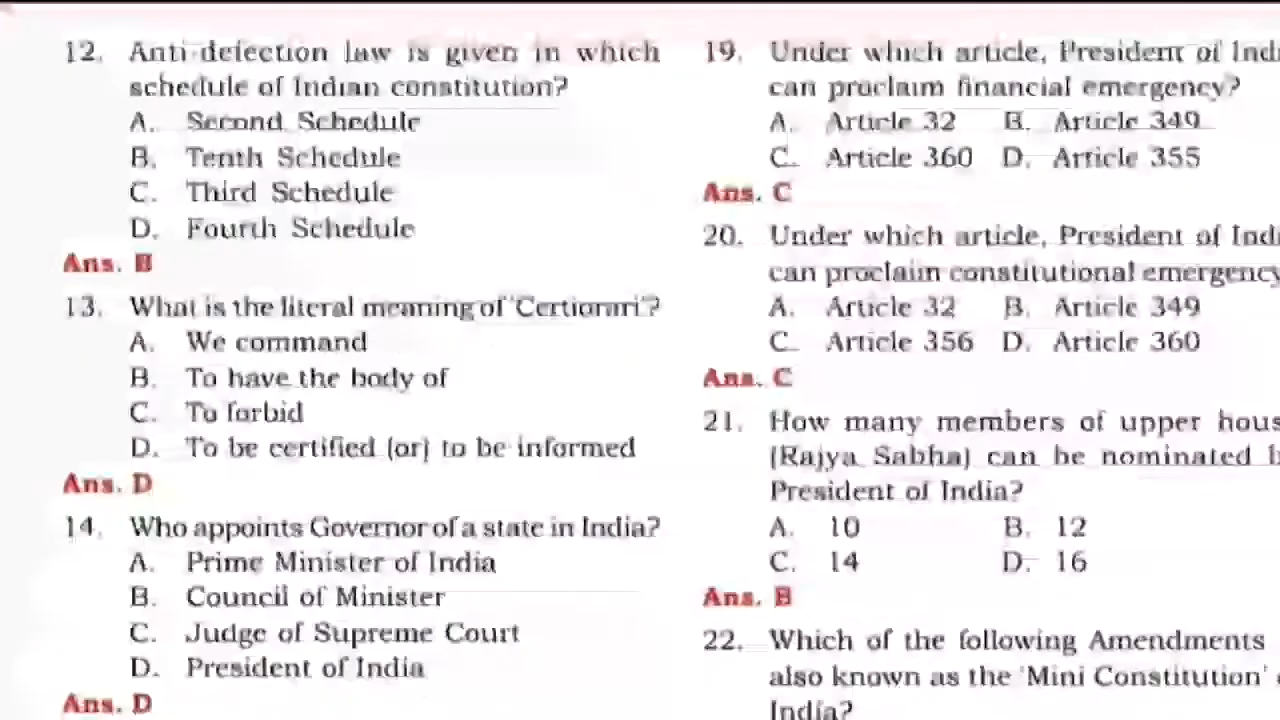 12. Anti-defection law is given in which
schedule of Indian constitution?
A. Second Schedule
B. Tenth Schedule
C. Third Schedule
D. Fourth Schedule
Ans. B
13. What is the literal meaning of 'Certiorari'?
A. We command
B. To have the body of
C. To forbid
D. To be certified (or) to be informed
Ans. D
14. Who appoints Governor of a state in India?
A. Prime Minister of India
B. Council of Minister
C. Judge of Supreme Court
D. President of India
Ans. D
19. Under which article, President of Indi
can proclaim financial emergency?
A. Article 32 B. Article 349
C. Article 360 D. Article 355
Ans. C
20. Under which article, President of Indi
can proclaim constitutional emergency
A. Article 32 B. Article 349
C. Article 356 D. Article 360
Ans. C
21. How many members of upper hous
(Rajya Sabha) can be nominated b
President of India?
A. 10 B. 12
C. 14 D. 16
Ans. B
22. Which of the following Amendments
also known as the 'Mini Constitution'
India?